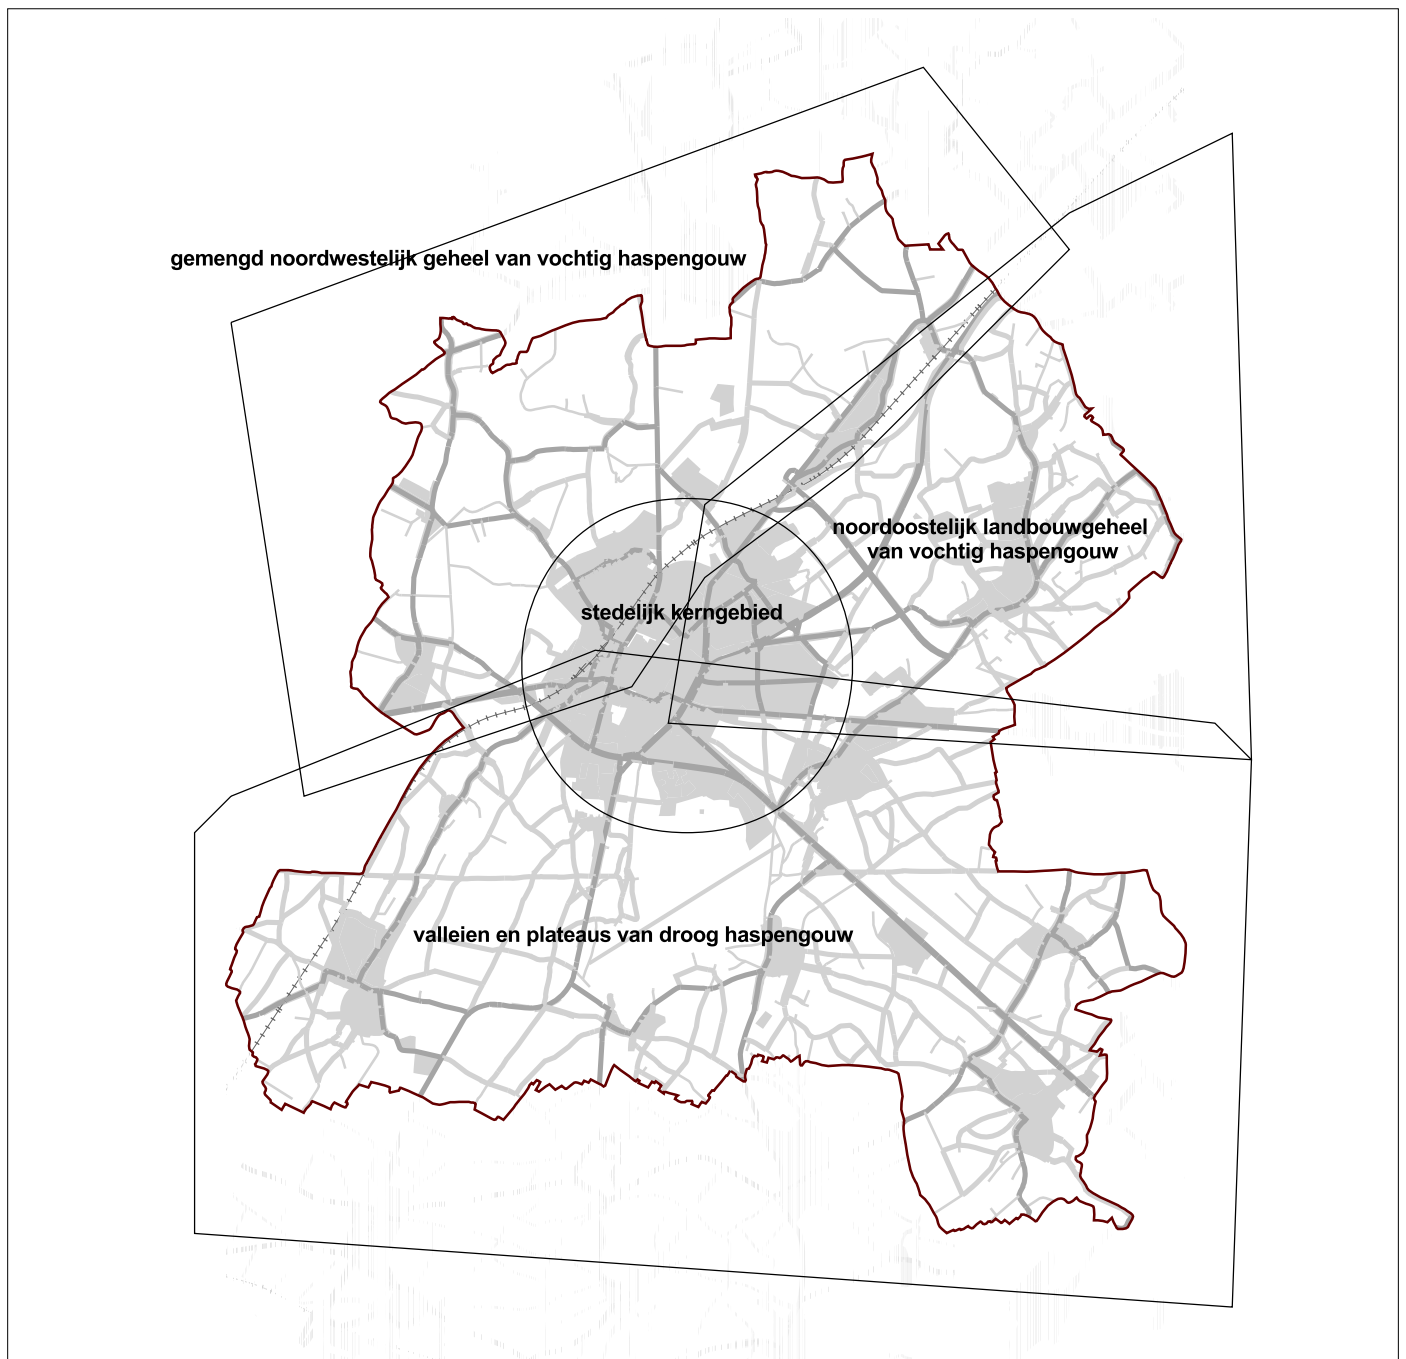 gemengd noordwestelijk geheel van vochtig haspengouw
noordoostelijk landbouwgeheel
van vochtig haspengouw
stedelijk kerngebied
valleien en plateaus van droog haspengouw